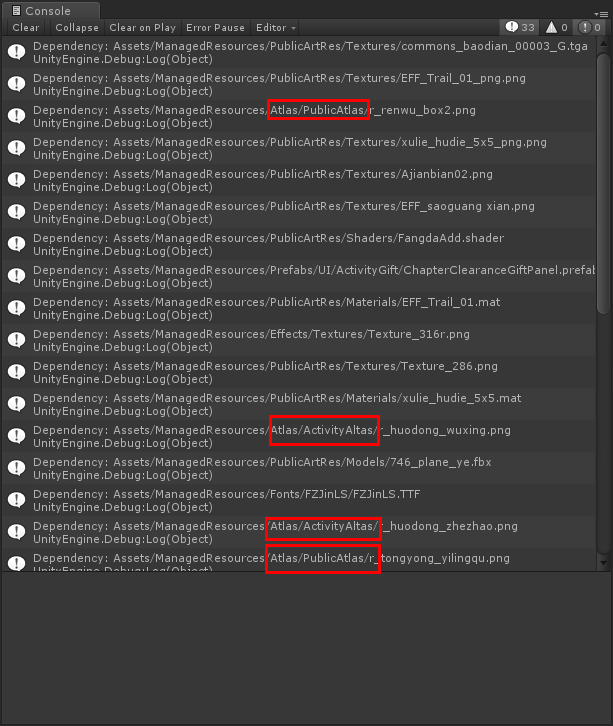 Console
Clear Collapse Clear on Play Error Pause Editor 33 0 0
Dependency: Assets/ManagedResources/PublicArtRes/Textures/commons_baodian_00003_G.tga
UnityEngine.Debug:Log(Object)
Dependency: Assets/ManagedResources/PublicArtRes/Textures/EFF_Trail_01_png.png
UnityEngine.Debug:Log(Object)
Dependency: Assets/ManagedResources/Atlas/PublicAtlas/r_renwu_box2.png
UnityEngine.Debug:Log(Object)
Dependency: Assets/ManagedResources/PublicArtRes/Textures/xulie_hudie_5x5_png.png
UnityEngine.Debug:Log(Object)
Dependency: Assets/ManagedResources/PublicArtRes/Textures/Ajianbian02.png
UnityEngine.Debug:Log(Object)
Dependency: Assets/ManagedResources/PublicArtRes/Textures/EFF_saoguang xian.png
UnityEngine.Debug:Log(Object)
Dependency: Assets/ManagedResources/PublicArtRes/Shaders/FangdaAdd.shader
UnityEngine.Debug:Log(Object)
Dependency: Assets/ManagedResources/Prefabs/UI/ActivityGift/ChapterClearanceGiftPanel.prefab
UnityEngine.Debug:Log(Object)
Dependency: Assets/ManagedResources/PublicArtRes/Materials/EFF_Trail_01.mat
UnityEngine.Debug:Log(Object)
Dependency: Assets/ManagedResources/Effects/Textures/Texture_316r.png
UnityEngine.Debug:Log(Object)
Dependency: Assets/ManagedResources/PublicArtRes/Textures/Texture_286.png
UnityEngine.Debug:Log(Object)
Dependency: Assets/ManagedResources/PublicArtRes/Materials/xulie_hudie_5x5.mat
UnityEngine.Debug:Log(Object)
Dependency: Assets/ManagedResources/Atlas/ActivityAltas/r_huodong_wuxing.png
UnityEngine.Debug:Log(Object)
Dependency: Assets/ManagedResources/PublicArtRes/Models/746_plane_ye.fbx
UnityEngine.Debug:Log(Object)
Dependency: Assets/ManagedResources/Fonts/FZJinLS/FZJinLS.TTF
UnityEngine.Debug:Log(Object)
Dependency: Assets/ManagedResources/Atlas/ActivityAltas/r_huodong_zhezhao.png
UnityEngine.Debug:Log(Object)
Dependency: Assets/ManagedResources/Atlas/PublicAtlas/r_tongyong_yilingqu.png
UnityEngine.Debug:Log(Object)